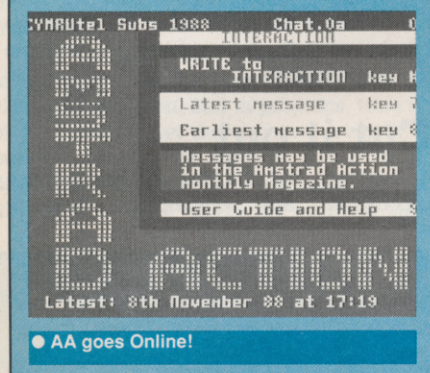 CYMRUtel Subs 1988 Chat.0a
INTERACTION
WRITE to
INTERACTION key
Latest message key 7
Earliest message key 8
Messages may be used
in the Amstrad Action
monthly Magazine.
User Guide and Help
AMSTRAD ACTION
Latest: 8th November 88 at 17:19
● AA goes Online!